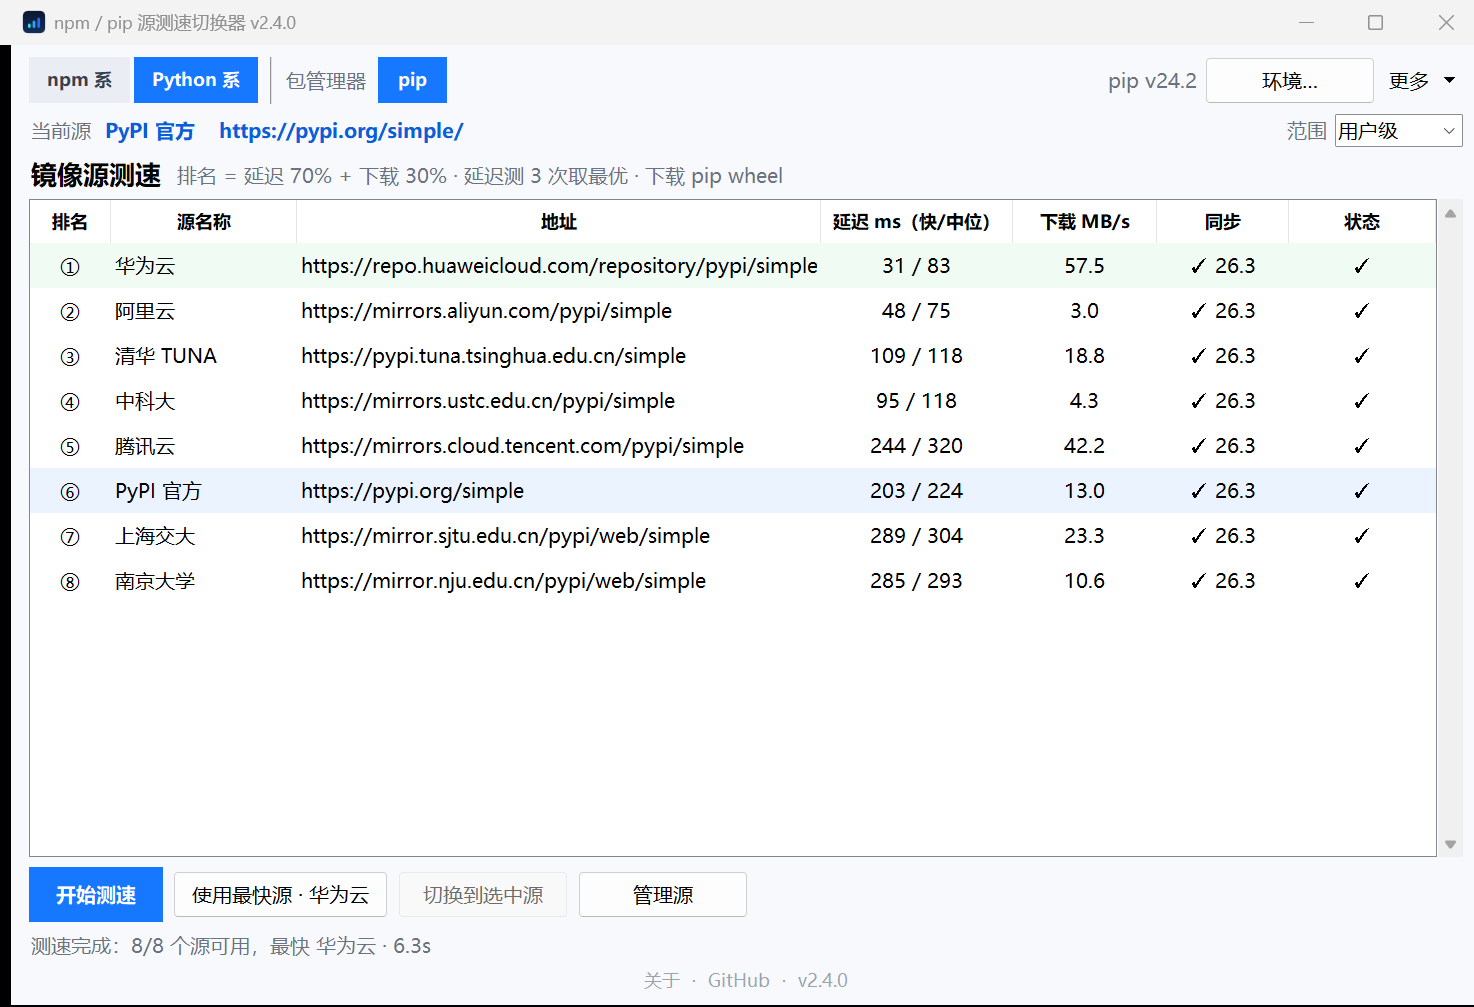 npm / pip 源测速切换器 v2.4.0
npm 系 Python 系 包管理器 pip pip v24.2 环境... 更多
当前源 PyPI 官方 https://pypi.org/simple/ 范围 用户级
镜像源测速 排名 = 延迟 70% + 下载 30% · 延迟测 3 次取最优 · 下载 pip wheel
排名 源名称 地址 延迟 ms（快/中位） 下载 MB/s 同步 状态
① 华为云 https://repo.huaweicloud.com/repository/pypi/simple 31 / 83 57.5 ✓ 26.3 ✓
② 阿里云 https://mirrors.aliyun.com/pypi/simple 48 / 75 3.0 ✓ 26.3 ✓
③ 清华 TUNA https://pypi.tuna.tsinghua.edu.cn/simple 109 / 118 18.8 ✓ 26.3 ✓
④ 中科大 https://mirrors.ustc.edu.cn/pypi/simple 95 / 118 4.3 ✓ 26.3 ✓
⑤ 腾讯云 https://mirrors.cloud.tencent.com/pypi/simple 244 / 320 42.2 ✓ 26.3 ✓
⑥ PyPI 官方 https://pypi.org/simple 203 / 224 13.0 ✓ 26.3 ✓
⑦ 上海交大 https://mirror.sjtu.edu.cn/pypi/web/simple 289 / 304 23.3 ✓ 26.3 ✓
⑧ 南京大学 https://mirror.nju.edu.cn/pypi/web/simple 285 / 293 10.6 ✓ 26.3 ✓
开始测速 使用最快源 · 华为云 切换到选中源 管理源
测速完成：8/8 个源可用，最快 华为云 · 6.3s
关于 · GitHub · v2.4.0